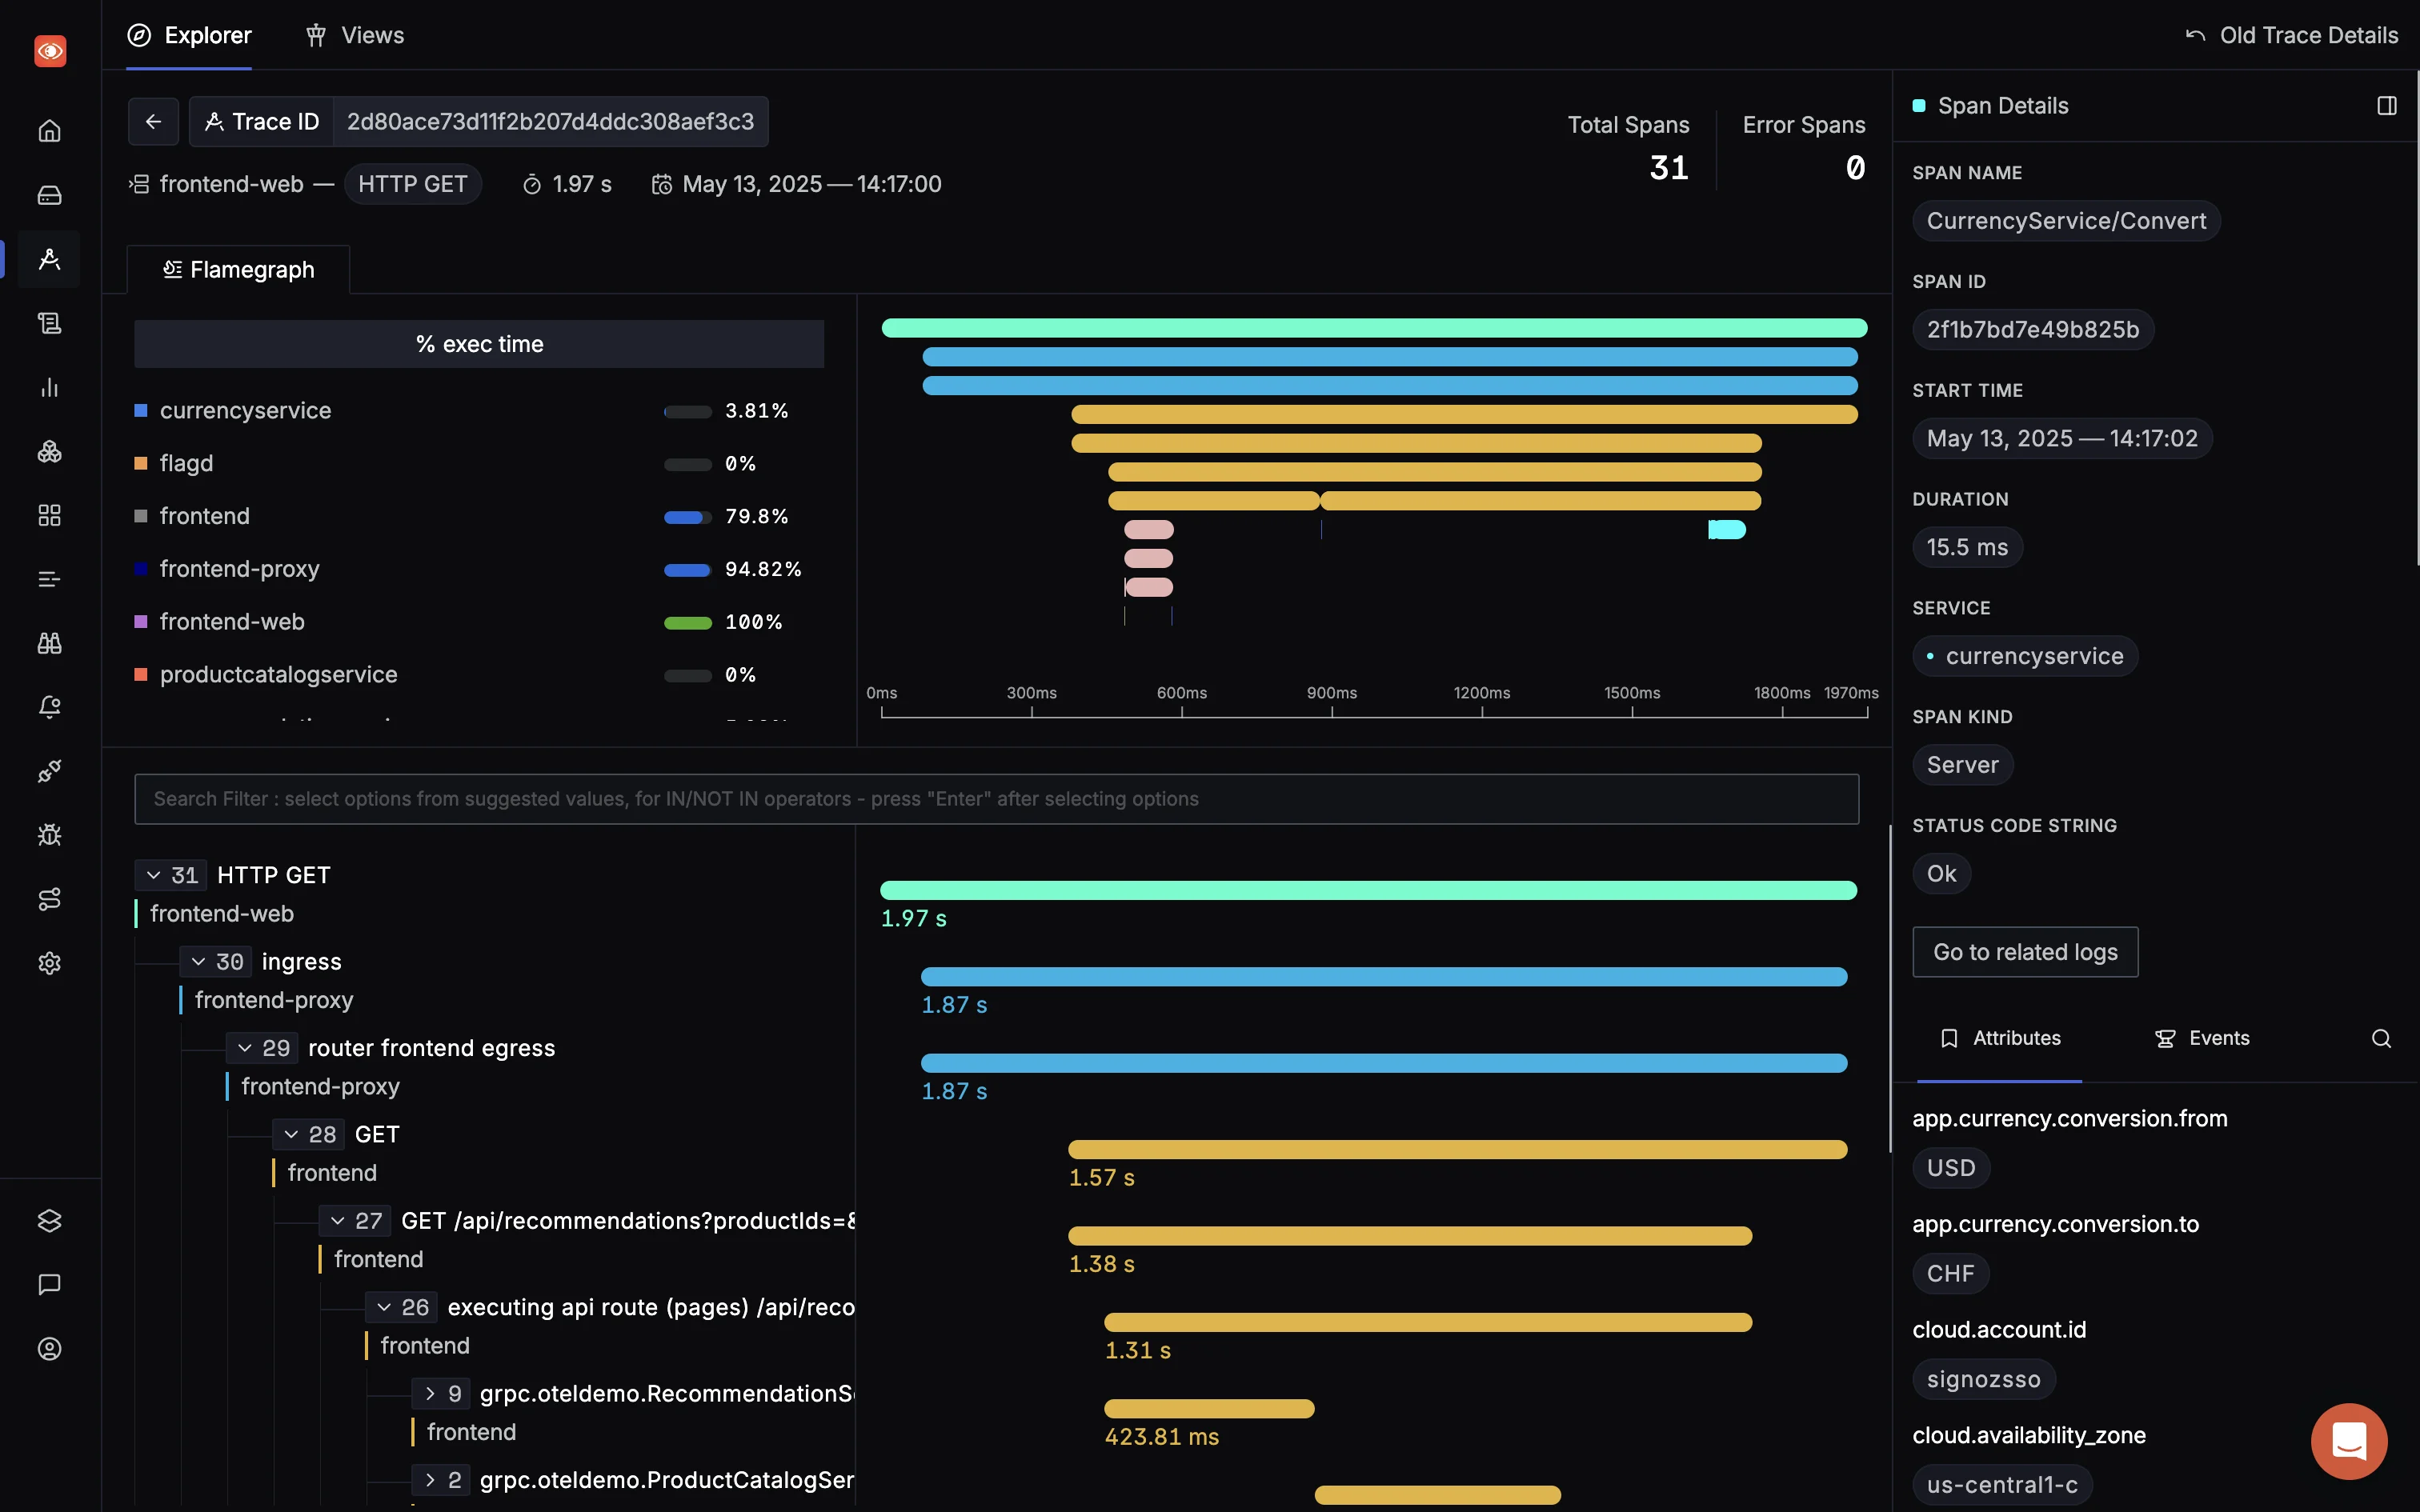 Explorer
Views
Old Trace Details
Trace ID 2d80ace73d11f2b207d4ddc308aef3c3
frontend-web — HTTP GET 1.97 s May 13, 2025 — 14:17:00
Total Spans
31
Error Spans
0
Flamegraph
% exec time
currencyservice 3.81%
flagd 0%
frontend 79.8%
frontend-proxy 94.82%
frontend-web 100%
productcatalogservice 0%
0ms 300ms 600ms 900ms 1200ms 1500ms 1800ms 1970ms
Search Filter : select options from suggested values, for IN/NOT IN operators - press "Enter" after selecting options
31 HTTP GET
frontend-web
1.97 s
30 ingress
frontend-proxy
1.87 s
29 router frontend egress
frontend-proxy
1.87 s
28 GET
frontend
1.57 s
27 GET /api/recommendations?productIds=&
frontend
1.38 s
26 executing api route (pages) /api/reco
frontend
1.31 s
9 grpc.oteldemo.RecommendationS
frontend
423.81 ms
2 grpc.oteldemo.ProductCatalogSer
Span Details
SPAN NAME
CurrencyService/Convert
SPAN ID
2f1b7bd7e49b825b
START TIME
May 13, 2025 — 14:17:02
DURATION
15.5 ms
SERVICE
currencyservice
SPAN KIND
Server
STATUS CODE STRING
Ok
Go to related logs
Attributes
Events
app.currency.conversion.from
USD
app.currency.conversion.to
CHF
cloud.account.id
signozsso
cloud.availability_zone
us-central1-c